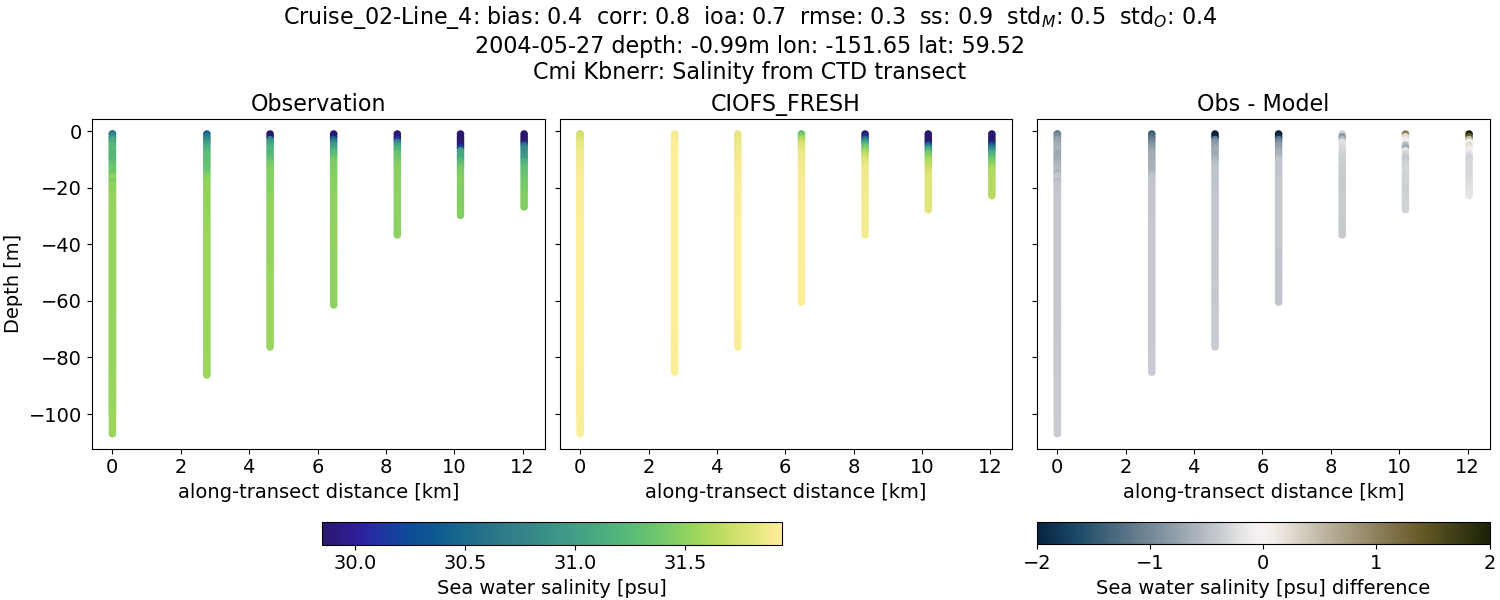 Cruise_02-Line_4: bias: 0.4 corr: 0.8 ioa: 0.7 rmse: 0.3 ss: 0.9 std_M: 0.5 std_O: 0.4
2004-05-27 depth: -0.99m lon: -151.65 lat: 59.52
Cmi Kbnerr: Salinity from CTD transect
Observation
CIOFS_FRESH
Obs - Model
Depth [m]
0
−20
−40
−60
−80
−100
0 2 4 6 8 10 12
0 2 4 6 8 10 12
0 2 4 6 8 10 12
along-transect distance [km]
along-transect distance [km]
along-transect distance [km]
30.0 30.5 31.0 31.5
Sea water salinity [psu]
−2 −1 0 1 2
Sea water salinity [psu] difference